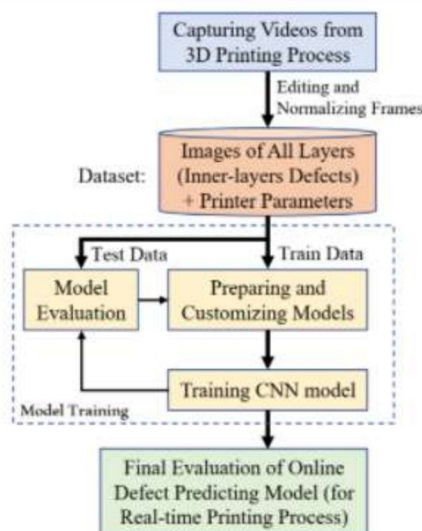 Capturing Videos from
3D Printing Process
Editing and
Normalizing Frames
Dataset:
Images of All Layers
(Inner-layers Defects)
+ Printer Parameters
Test Data
Train Data
Model
Evaluation
Preparing and
Customizing Models
Training CNN model
Model Training
Final Evaluation of Online
Defect Predicting Model (for
Real-time Printing Process)